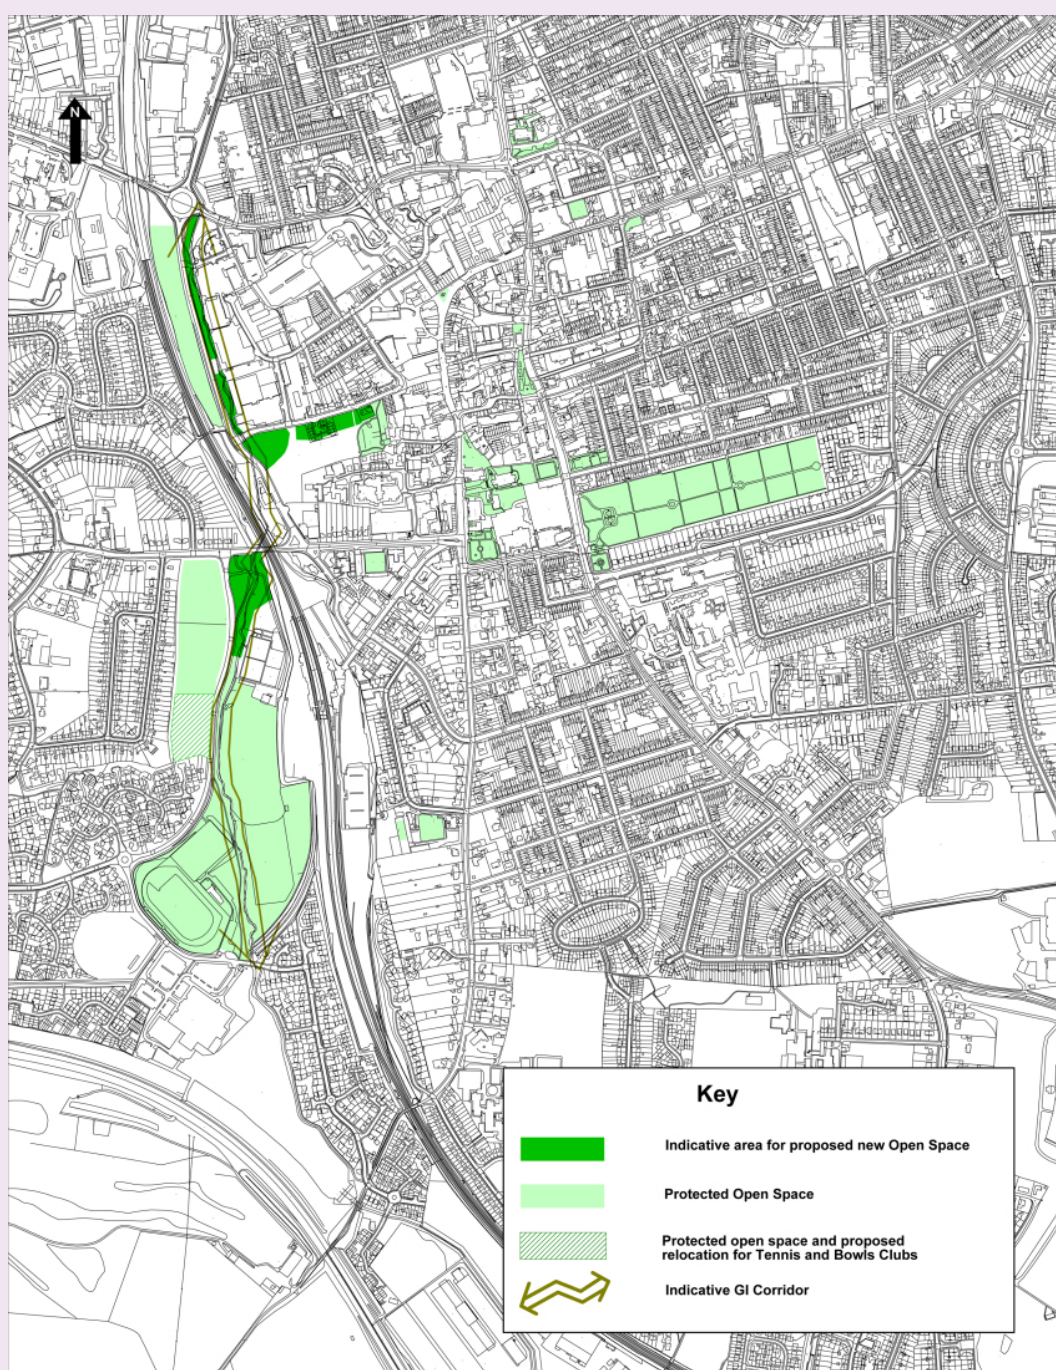 N
Key
Indicative area for proposed new Open Space
Protected Open Space
Protected open space and proposed
relocation for Tennis and Bowls Clubs
Indicative GI Corridor